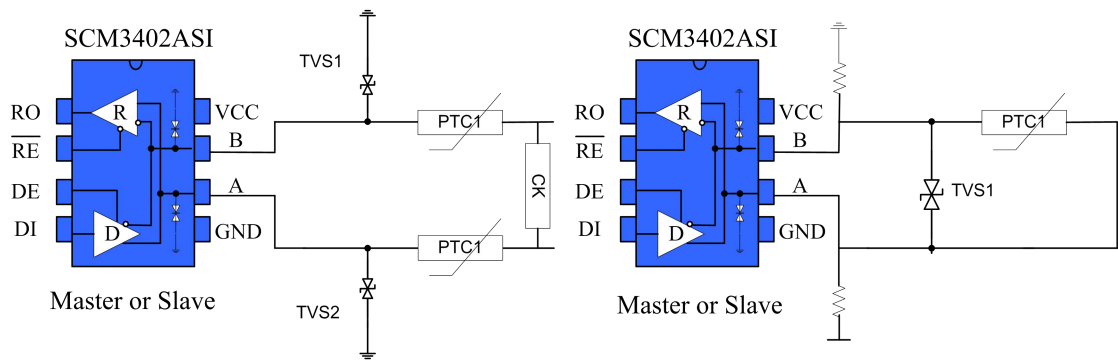 SCM3402ASI
TVS1
RO
R
VCC
PTC1
RE
B
DE
A
CK
DI
D
GND
PTC1
Master or Slave
TVS2
SCM3402ASI
RO
R
VCC
PTC1
RE
B
DE
A
TVS1
DI
D
GND
Master or Slave